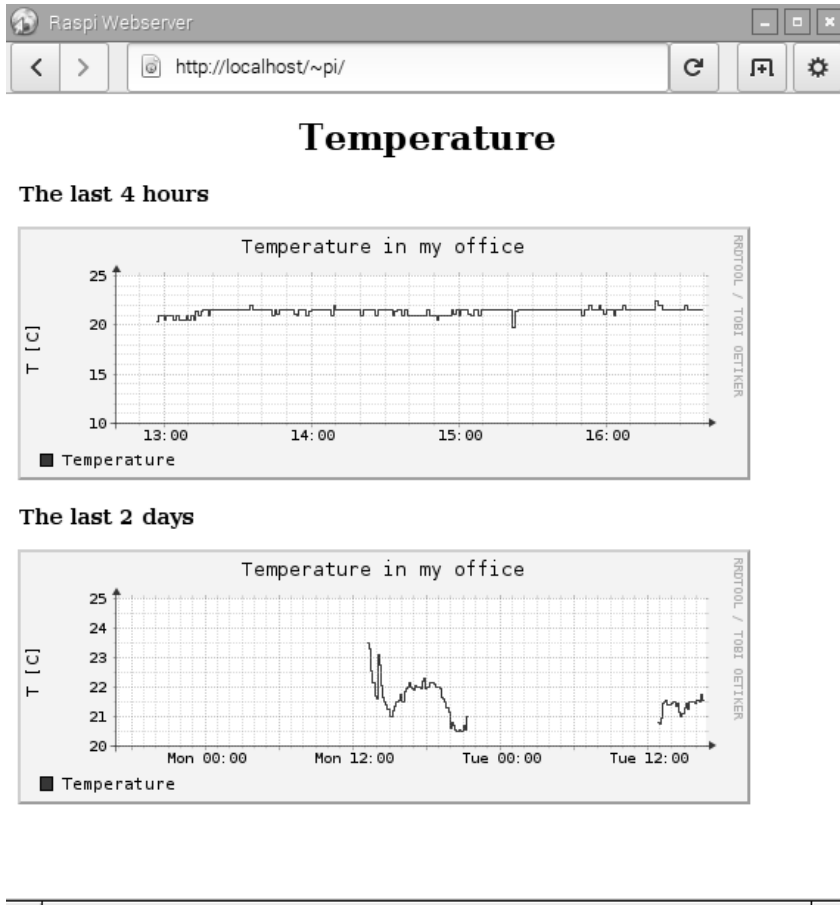 Raspi Webserver
http://localhost/~pi/
Temperature
The last 4 hours
Temperature in my office
RRDTOOL / TOBI OETIKER
T [C]
25
20
15
10
13:00 14:00 15:00 16:00
Temperature
The last 2 days
Temperature in my office
RRDTOOL / TOBI OETIKER
T [C]
25
24
23
22
21
20
Mon 00:00 Mon 12:00 Tue 00:00 Tue 12:00
Temperature